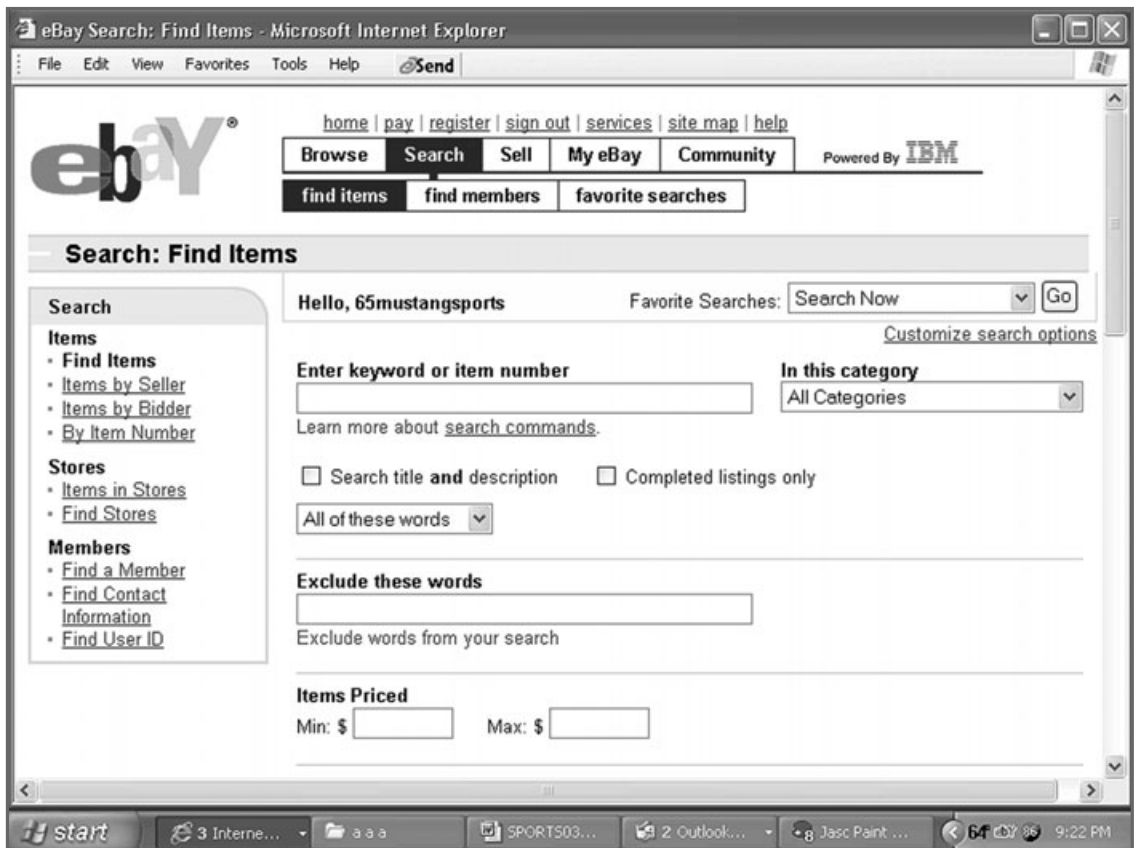 eBay Search: Find Items - Microsoft Internet Explorer
File Edit View Favorites Tools Help Send
ebaY®
home | pay | register | sign out | services | site map | help
Browse Search Sell My eBay Community Powered By IBM
find items find members favorite searches
Search: Find Items
Search
Items
· Find Items
· Items by Seller
· Items by Bidder
· By Item Number
Stores
· Items in Stores
· Find Stores
Members
· Find a Member
· Find Contact
Information
· Find User ID
Hello, 65mustangsports Favorite Searches: Search Now Go
Customize search options
Enter keyword or item number In this category
All Categories
Learn more about search commands.
Search title and description Completed listings only
All of these words
Exclude these words
Exclude words from your search
Items Priced
Min: $ Max: $
start 3 Interne... a a a SPORTS03... 2 Outlook... Jasc Paint ... 64 86 9:22 PM